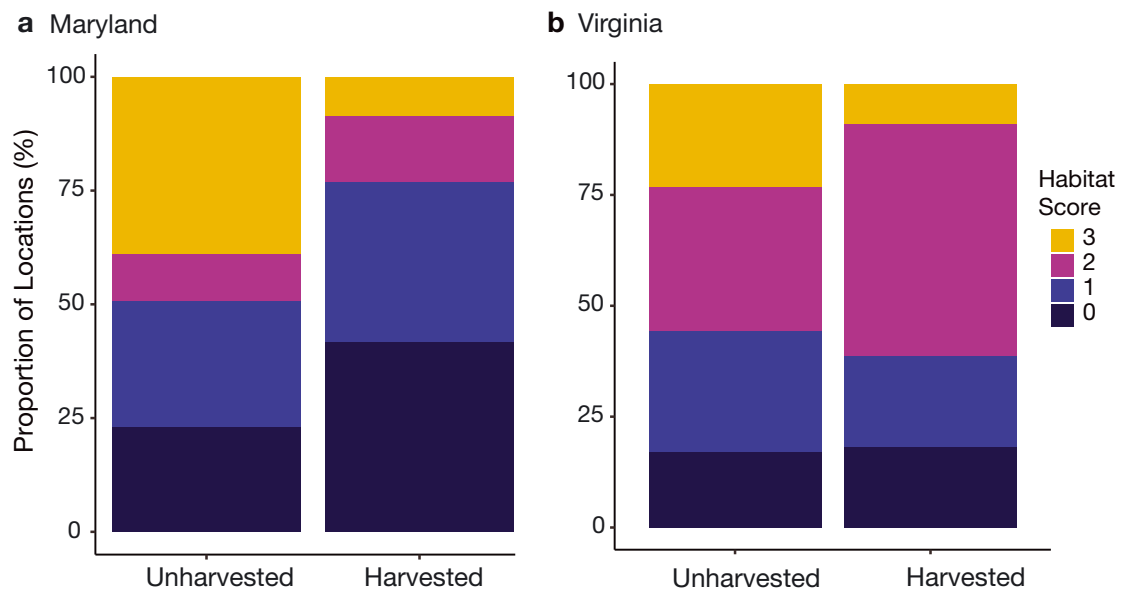 a Maryland
Proportion of Locations (%)
100
75
50
25
0
Unharvested
Harvested
b Virginia
100
75
50
25
0
Unharvested
Harvested
Habitat
Score
3
2
1
0